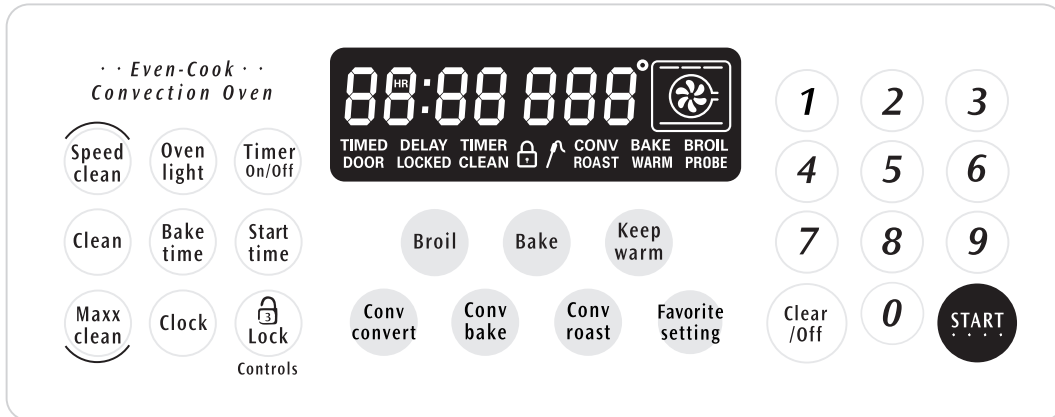 · · Even-Cook · ·
Convection Oven
Speed
clean
Oven
light
Timer
On/Off
Clean
Bake
time
Start
time
Maxx
clean
Clock
3
Lock
Controls
88:88 888°
HR
TIMED DELAY TIMER CONV BAKE BROIL
DOOR LOCKED CLEAN ROAST WARM PROBE
Broil
Bake
Keep
warm
Conv
convert
Conv
bake
Conv
roast
Favorite
setting
1 2 3
4 5 6
7 8 9
Clear
/Off
0
START